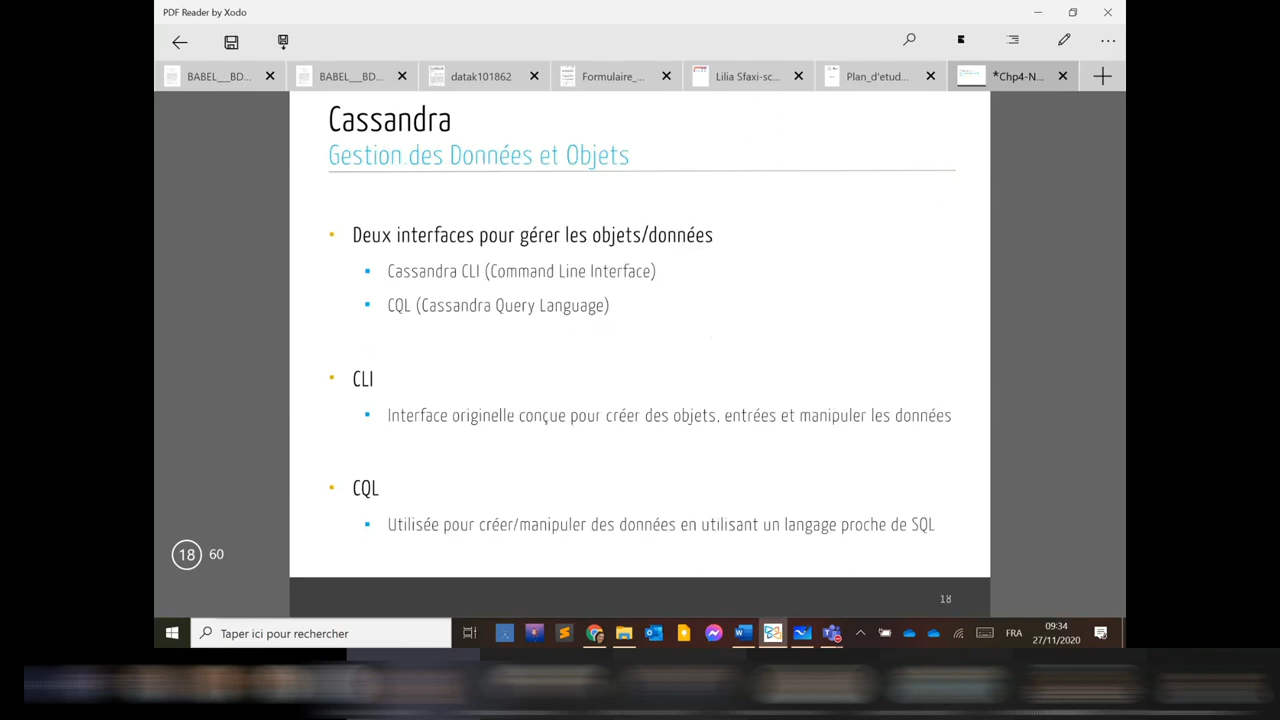 PDF Reader by Xodo
BABEL__BD...
BABEL__BD...
datak101862
Formulaire_...
Lilia Sfaxi-sc...
Plan_d'etud...
*Chp4-N...
Cassandra
Gestion des Données et Objets
Deux interfaces pour gérer les objets/données
Cassandra CLI (Command Line Interface)
CQL (Cassandra Query Language)
CLI
Interface originelle conçue pour créer des objets, entrées et manipuler les données
CQL
Utilisée pour créer/manipuler des données en utilisant un langage proche de SQL
18 60
18
Taper ici pour rechercher
FRA
09:34
27/11/2020